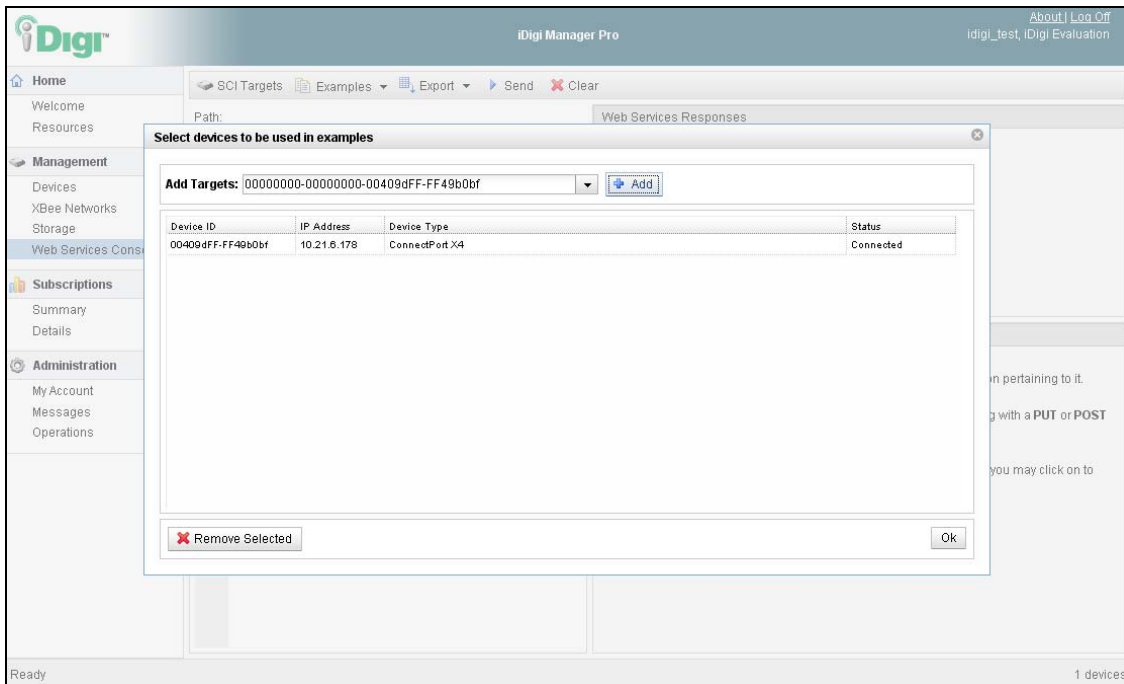 iDigi™
iDigi Manager Pro
About | Log Off
idigi_test, iDigi Evaluation
Home
Welcome
Resources
Management
Devices
XBee Networks
Storage
Web Services Conso
Subscriptions
Summary
Details
Administration
My Account
Messages
Operations
SCI Targets Examples Export Send Clear
Path:
Web Services Responses
Select devices to be used in examples
Add Targets: 00000000-00000000-00409dFF-FF49b0bf Add
Device ID IP Address Device Type Status
00409dFF-FF49b0bf 10.21.6.178 ConnectPort X4 Connected
on pertaining to it.
g with a PUT or POST
you may click on to
Remove Selected
Ok
Ready
1 devices